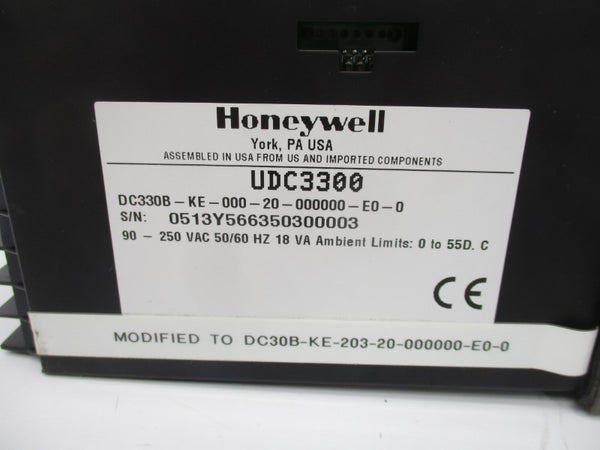 Honeywell
York, PA USA
ASSEMBLED IN USA FROM US AND IMPORTED COMPONENTS
UDC3300
DC330B-KE-000-20-000000-E0-0
S/N: 0513Y566350300003
90 - 250 VAC 50/60 HZ 18 VA Ambient Limits: 0 to 55D. C
CE
MODIFIED TO DC30B-KE-203-20-000000-E0-0